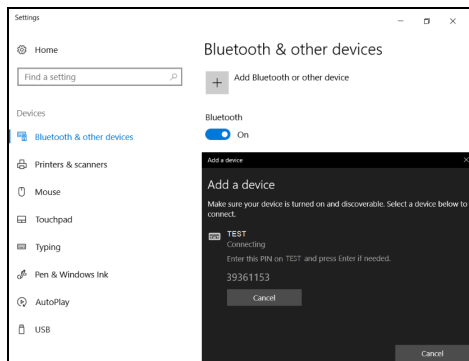 Settings
Home
Find a setting
Devices
Bluetooth & other devices
Printers & scanners
Mouse
Touchpad
Typing
Pen & Windows Ink
AutoPlay
USB
Bluetooth & other devices
Add Bluetooth or other device
Bluetooth
On
Add a device
Add a device
Make sure your device is turned on and discoverable. Select a device below to
connect.
TEST
Connecting
Enter this PIN on TEST and press Enter if needed.
39361153
Cancel
Cancel